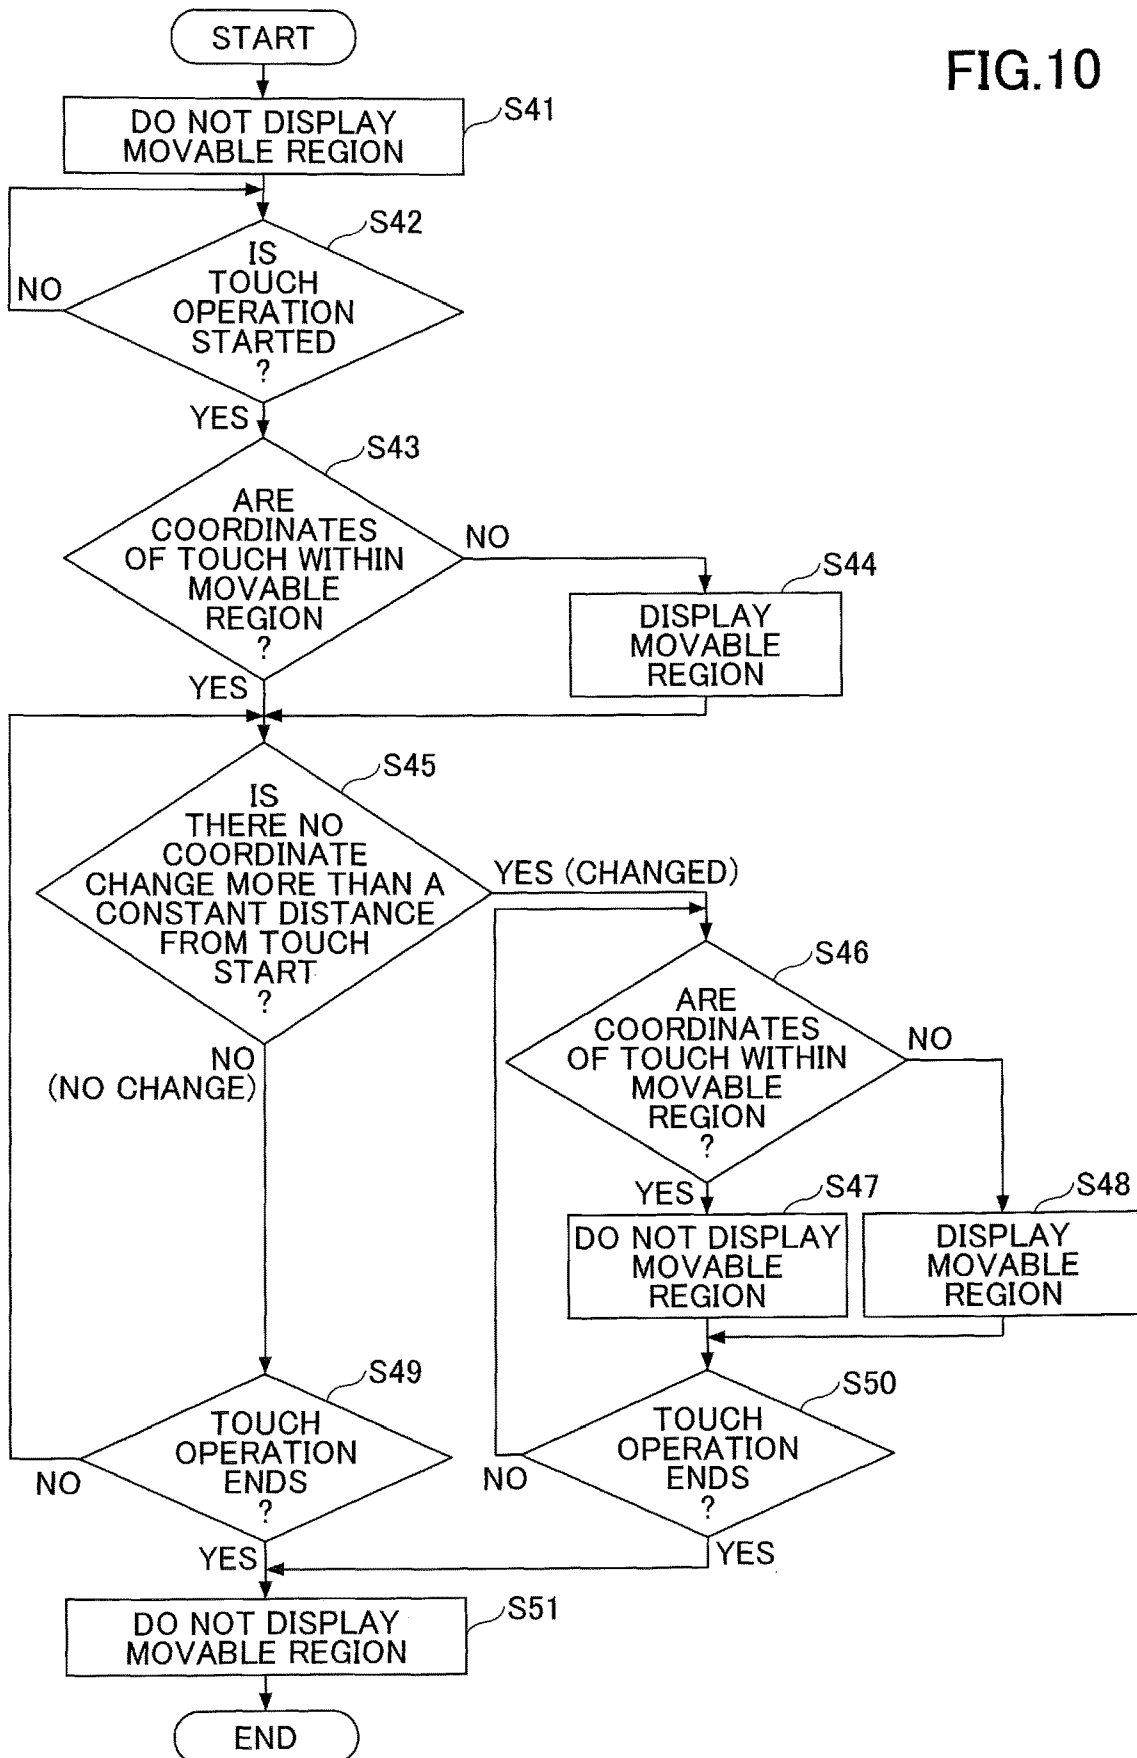 START
FIG.10
DO NOT DISPLAY
MOVABLE REGION
S41
S42
IS
TOUCH
OPERATION
STARTED
?
NO
YES
S43
ARE
COORDINATES
OF TOUCH WITHIN
MOVABLE
REGION
?
NO
S44
DISPLAY
MOVABLE
REGION
YES
S45
IS
THERE NO
COORDINATE
CHANGE MORE THAN A
CONSTANT DISTANCE
FROM TOUCH
START
?
YES (CHANGED)
NO
(NO CHANGE)
S46
ARE
COORDINATES
OF TOUCH WITHIN
MOVABLE
REGION
?
NO
YES
S47
DO NOT DISPLAY
MOVABLE
REGION
S48
DISPLAY
MOVABLE
REGION
S49
TOUCH
OPERATION
ENDS
?
NO
YES
S50
TOUCH
OPERATION
ENDS
?
NO
YES
S51
DO NOT DISPLAY
MOVABLE REGION
END